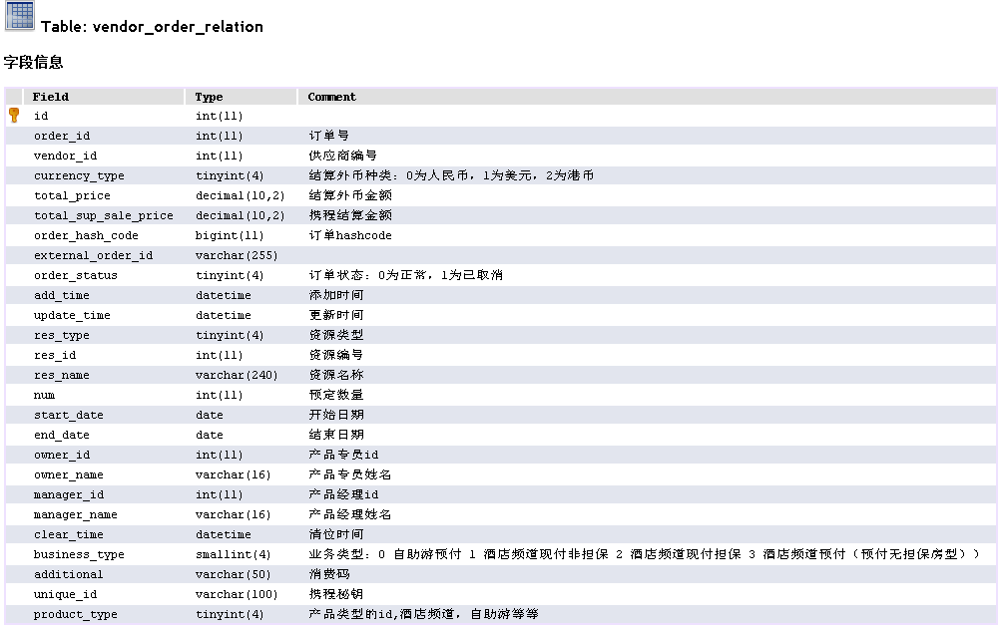 Table: vendor_order_relation
字段信息
Field Type Comment
id int(11)
order_id int(11) 订单号
vendor_id int(11) 供应商编号
currency_type tinyint(4) 结算外币种类：0为人民币，1为美元，2为港币
total_price decimal(10,2) 结算外币金额
total_sup_sale_price decimal(10,2) 携程结算金额
order_hash_code bigint(11) 订单hashcode
external_order_id varchar(255)
order_status tinyint(4) 订单状态：0为正常，1为已取消
add_time datetime 添加时间
update_time datetime 更新时间
res_type tinyint(4) 资源类型
res_id int(11) 资源编号
res_name varchar(240) 资源名称
num int(11) 预定数量
start_date date 开始日期
end_date date 结束日期
owner_id int(11) 产品专员id
owner_name varchar(16) 产品专员姓名
manager_id int(11) 产品经理id
manager_name varchar(16) 产品经理姓名
clear_time datetime 清位时间
business_type smallint(4) 业务类型：0 自助游预付 1 酒店频道现付非担保 2 酒店频道现付担保 3 酒店频道预付（预付无担保房型））
additional varchar(50) 消费码
unique_id varchar(100) 携程秘钥
product_type tinyint(4) 产品类型的id,酒店频道，自助游等等